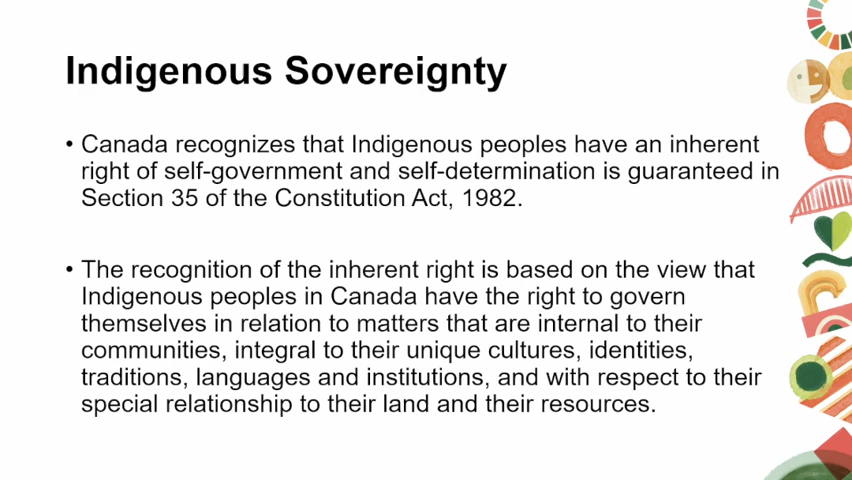 Indigenous Sovereignty
• Canada recognizes that Indigenous peoples have an inherent
right of self-government and self-determination is guaranteed in
Section 35 of the Constitution Act, 1982.
• The recognition of the inherent right is based on the view that
Indigenous peoples in Canada have the right to govern
themselves in relation to matters that are internal to their
communities, integral to their unique cultures, identities,
traditions, languages and institutions, and with respect to their
special relationship to their land and their resources.